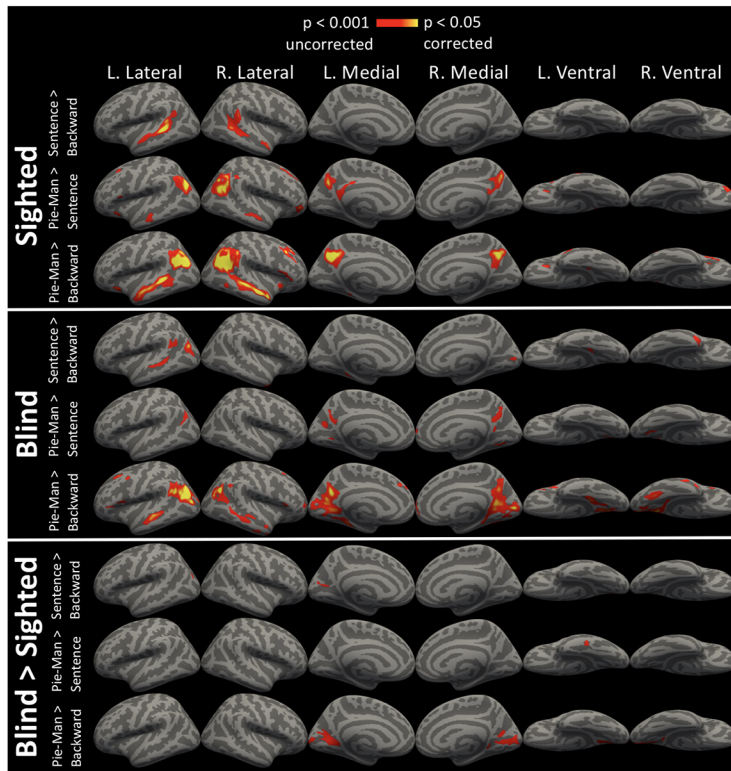 p < 0.001 p < 0.05
uncorrected corrected
L. Lateral R. Lateral L. Medial R. Medial L. Ventral R. Ventral
Sighted
Sentence >
Backward
Pie-Man >
Sentence
Pie-Man >
Backward
Blind
Sentence >
Backward
Pie-Man >
Sentence
Pie-Man >
Backward
Blind > Sighted
Sentence >
Backward
Pie-Man >
Sentence
Pie-Man >
Backward